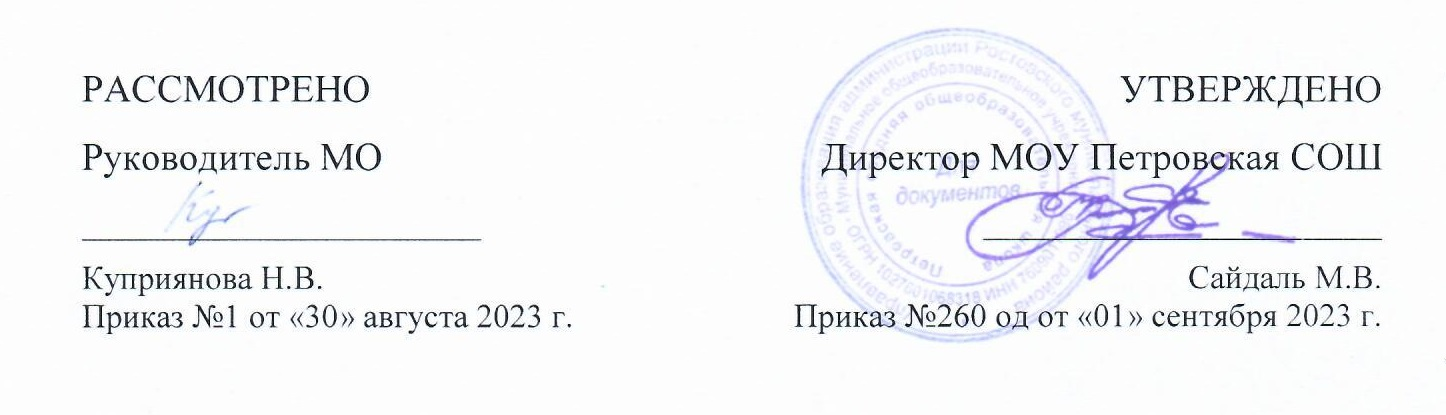 РАССМОТРЕНО
Руководитель МО
Куприянова Н.В.
Приказ №1 от «30» августа 2023 г.
УТВЕРЖДЕНО
Директор МОУ Петровская СОШ
документов
Сайдаль М.В.
Приказ №260 од от «01» сентября 2023 г.